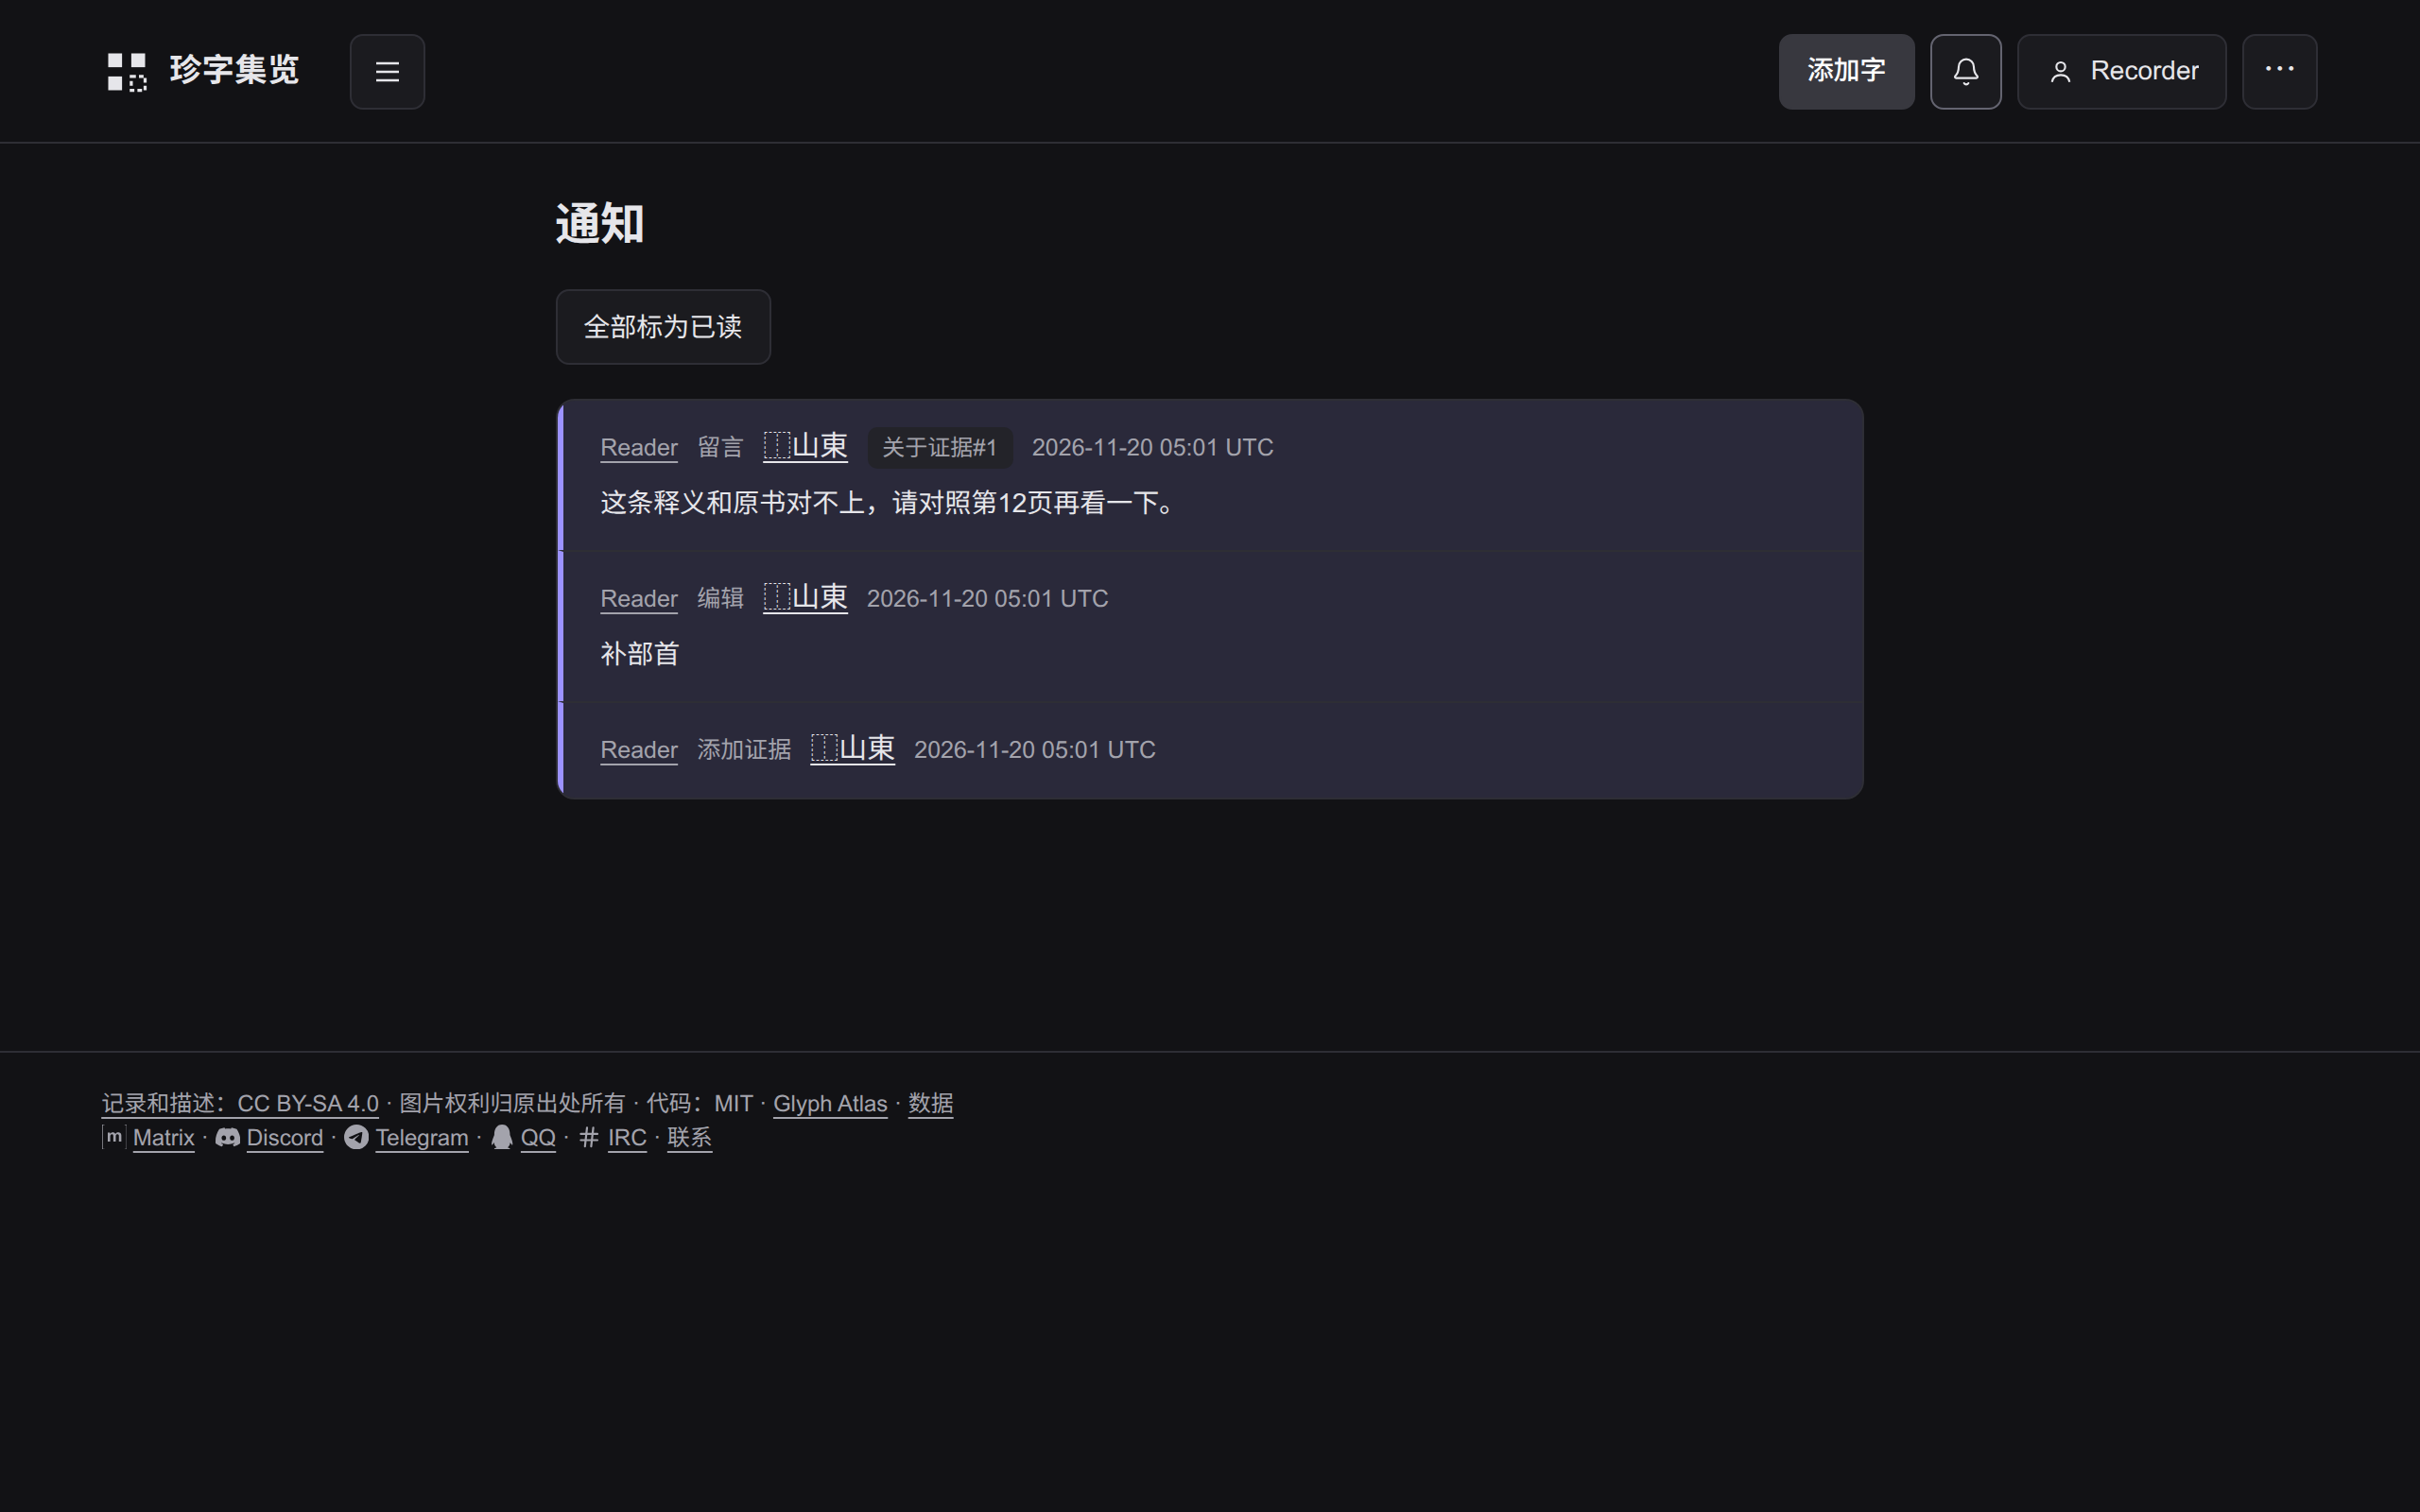 珍字集览
添加字
Recorder
通知
全部标为已读
Reader 留言 ⿰山東 关于证据#1 2026-11-20 05:01 UTC
这条释义和原书对不上，请对照第12页再看一下。
Reader 编辑 ⿰山東 2026-11-20 05:01 UTC
补部首
Reader 添加证据 ⿰山東 2026-11-20 05:01 UTC
记录和描述：CC BY-SA 4.0 · 图片权利归原出处所有 · 代码：MIT · Glyph Atlas · 数据
[m] Matrix · Discord · Telegram · QQ · # IRC · 联系